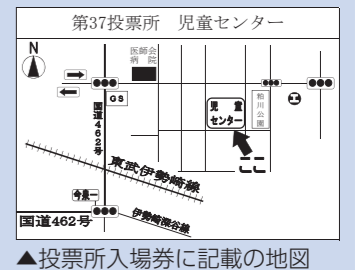 第37投票所　児童センター
N
医師会
病 院
GS
児 童
センター
粕川公園
国道462号
東武伊勢崎線
ここ
今泉一
国道462号
伊勢崎深谷線
▲投票所入場券に記載の地図